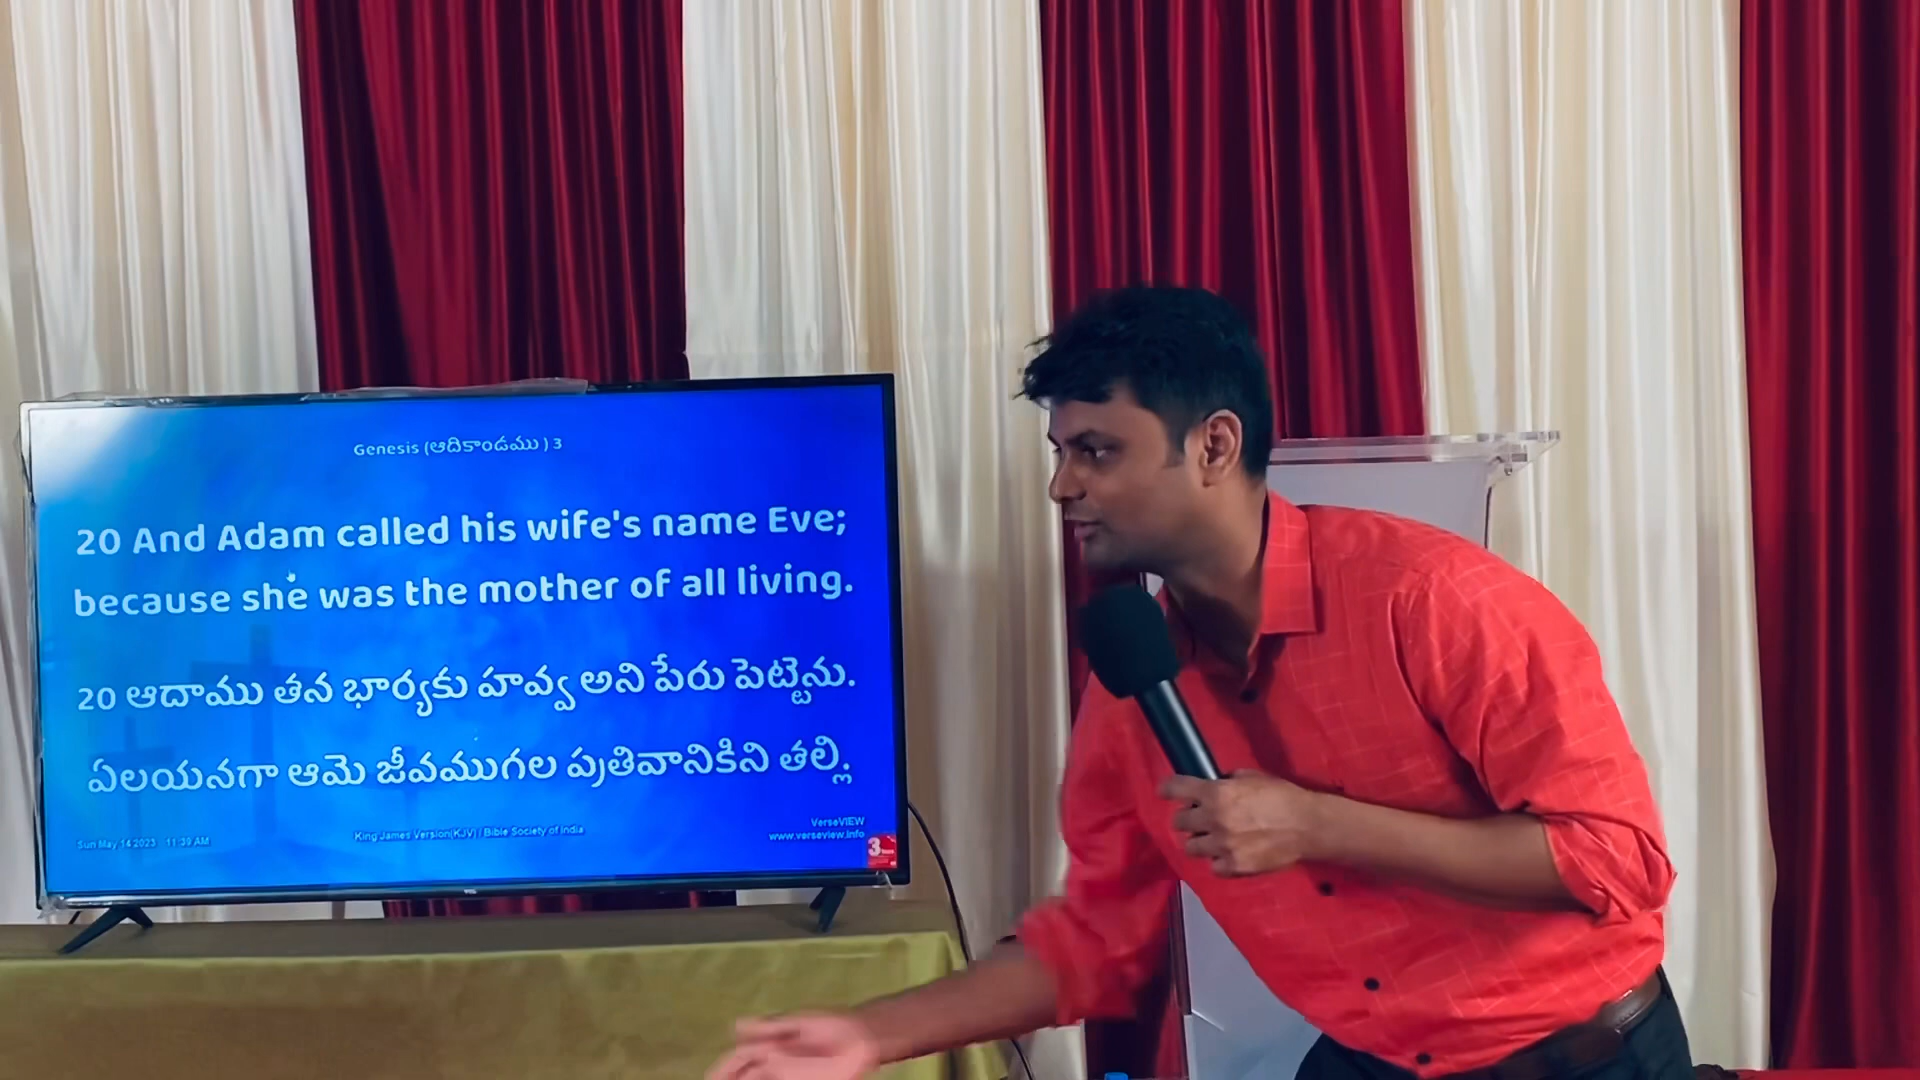 Genesis (ఆదికాండము ) 3
20 And Adam called his wife's name Eve;
because she was the mother of all living.
20 ఆదాము తన భార్యకు హవ్వ అని పేరు పెట్టెను.
ఏలయనగా ఆమె జీవముగల ప్రతివానికిని తల్లి.
VerseVIEW
www.verseview.info
King James Version(KJV) / Bible Society of India
Sun May 14 2023 11:39 AM
3